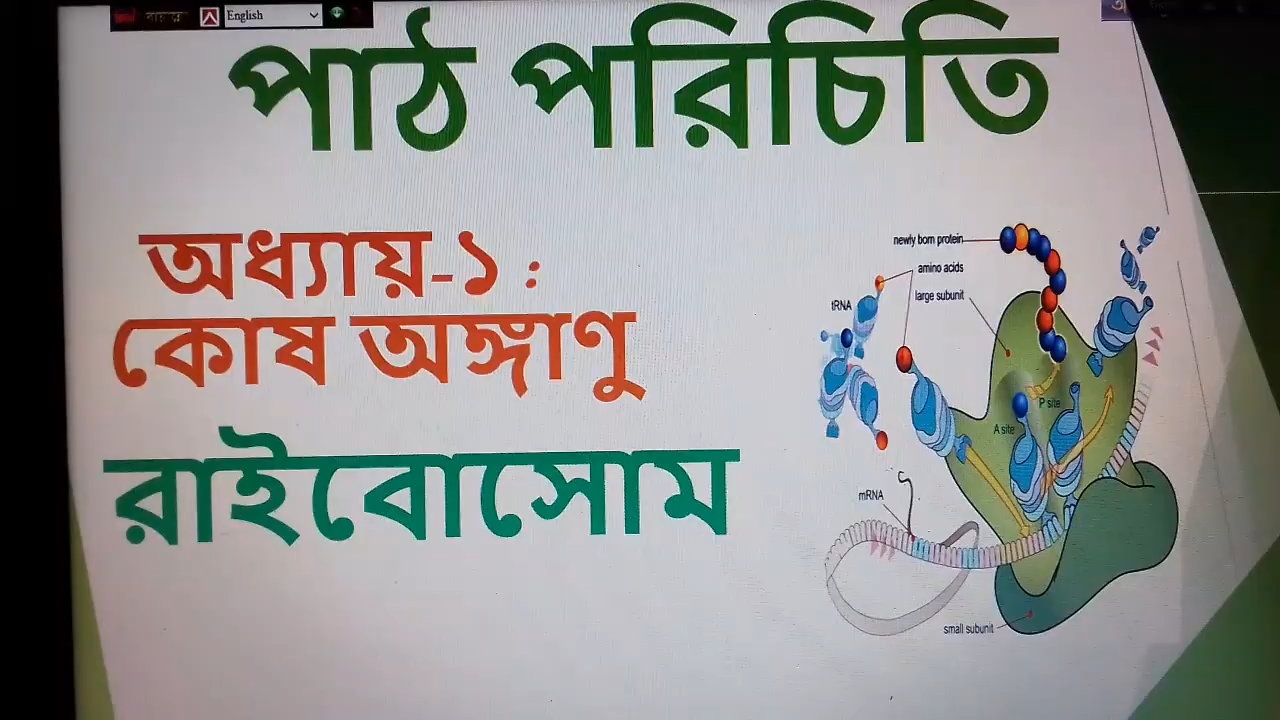 English
পাঠ পরিচিতি
অধ্যায়-১ :
কোষ অঙ্গাণু
রাইবোসোম
newly born protein
amino acids
large subunit
tRNA
P site
A site
mRNA
small subunit